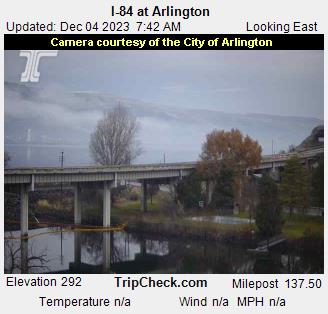 I-84 at Arlington
Updated: Dec 04 2023 7:42 AM Looking East
Camera courtesy of the City of Arlington
Elevation 292 TripCheck.com Milepost 137.50
Temperature n/a Wind n/a MPH n/a